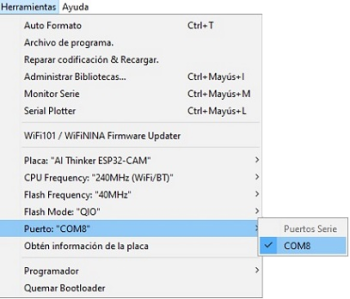 Herramientas Ayuda
Auto Formato Ctrl+T
Archivo de programa.
Reparar codificación & Recargar.
Administrar Bibliotecas... Ctrl+Mayús+I
Monitor Serie Ctrl+Mayús+M
Serial Plotter Ctrl+Mayús+L
WiFi101 / WiFiNINA Firmware Updater
Placa: "AI Thinker ESP32-CAM"
CPU Frequency: "240MHz (WiFi/BT)"
Flash Frequency: "40MHz"
Flash Mode: "QIO"
Puerto: "COM8" Puertos Serie
Obtén información de la placa COM8
Programador
Quemar Bootloader